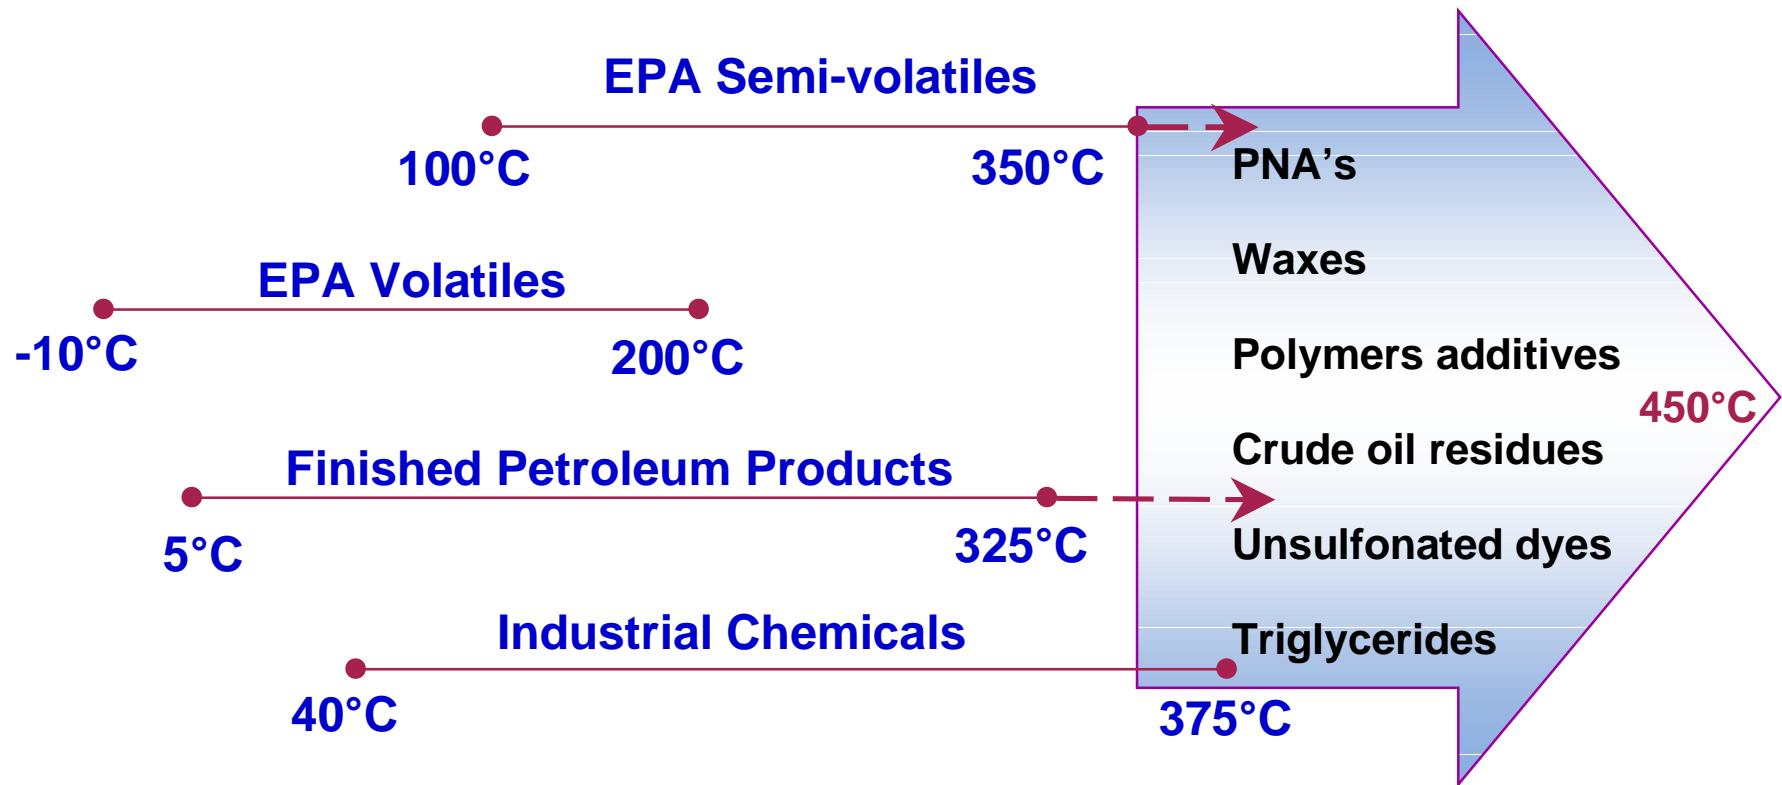 EPA Semi-volatiles
100°C
350°C
EPA Volatiles
-10°C
200°C
Finished Petroleum Products
5°C
325°C
Industrial Chemicals
40°C
375°C
PNA’s
Waxes
Polymers additives
450°C
Crude oil residues
Unsulfonated dyes
Triglycerides